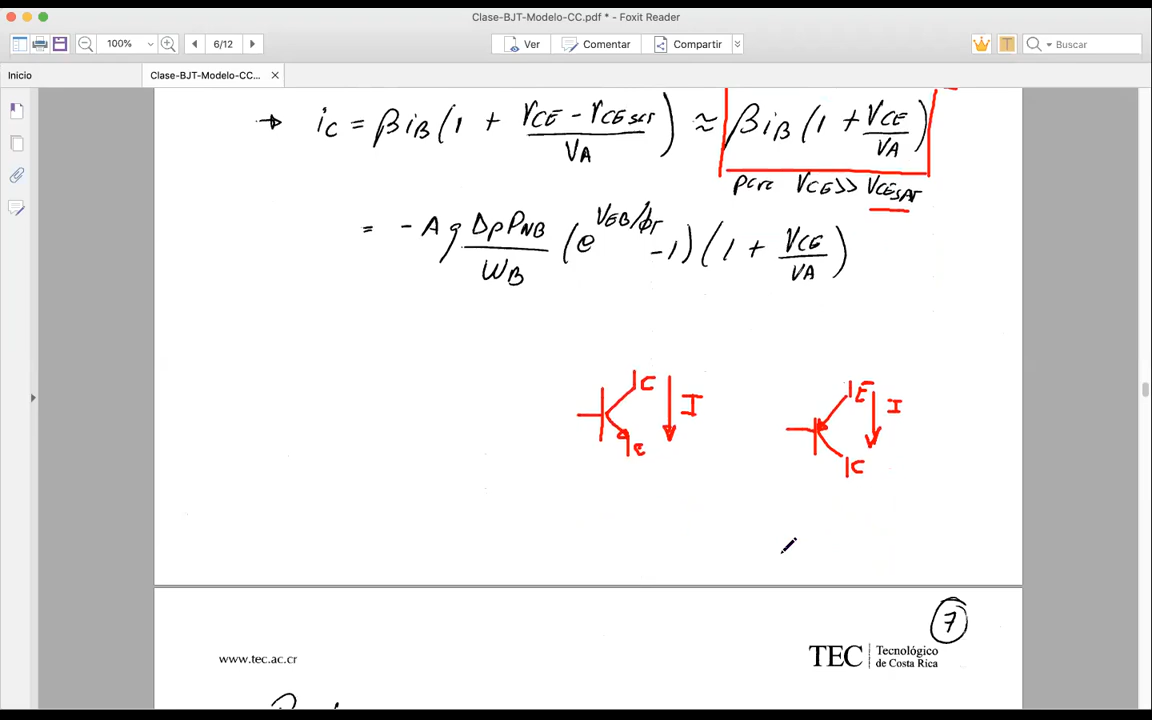 Clase-BJT-Modelo-CC.pdf * - Foxit Reader
100%
6/12
Ver
Comentar
Compartir
Buscar
Inicio
Clase-BJT-Modelo-CC...
→ iC = βiB(1 + (VCE - VCEsat)/VA) ≈ βiB(1 + VCE/VA)
para VCE>> VCESAT
= - A q DpPNB/WB (e^VEB/ϕT -1)(1 + VCE/VA)
C I
E
E I
C
7
www.tec.ac.cr
TEC | Tecnológico
de Costa Rica